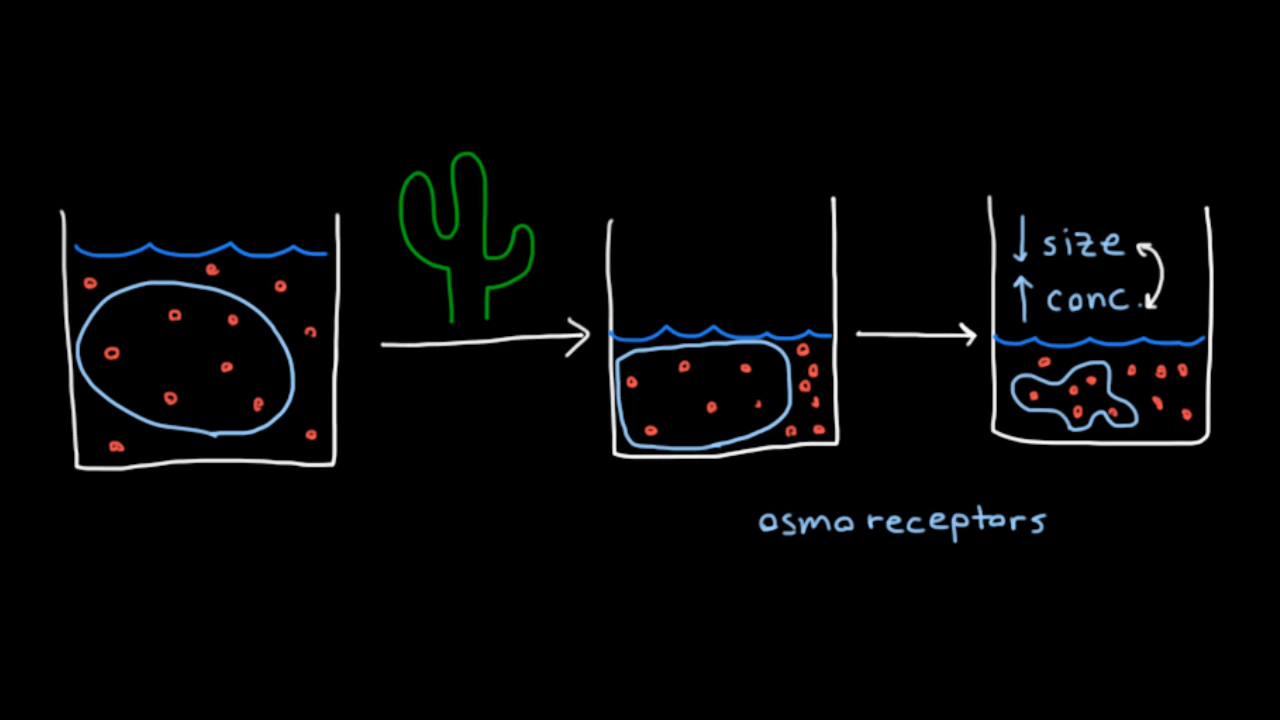 ↓ size
↑ conc.
osmoreceptors